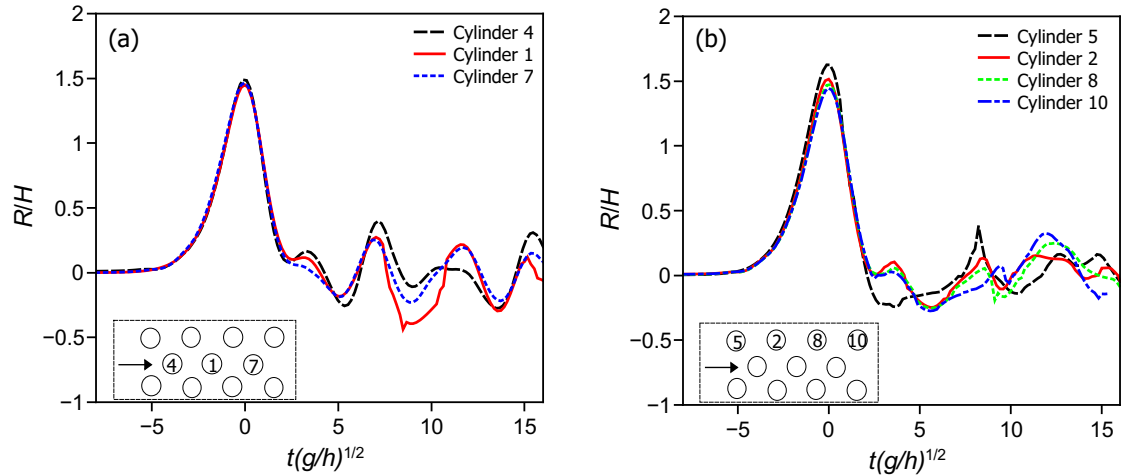 (a)
Cylinder 4
Cylinder 1
Cylinder 7
2
1.5
1
0.5
0
−0.5
−1
R/H
4 1 7
−5 0 5 10 15
t(g/h)1/2
(b)
Cylinder 5
Cylinder 2
Cylinder 8
Cylinder 10
2
1.5
1
0.5
0
−0.5
−1
R/H
5 2 8 10
−5 0 5 10 15
t(g/h)1/2